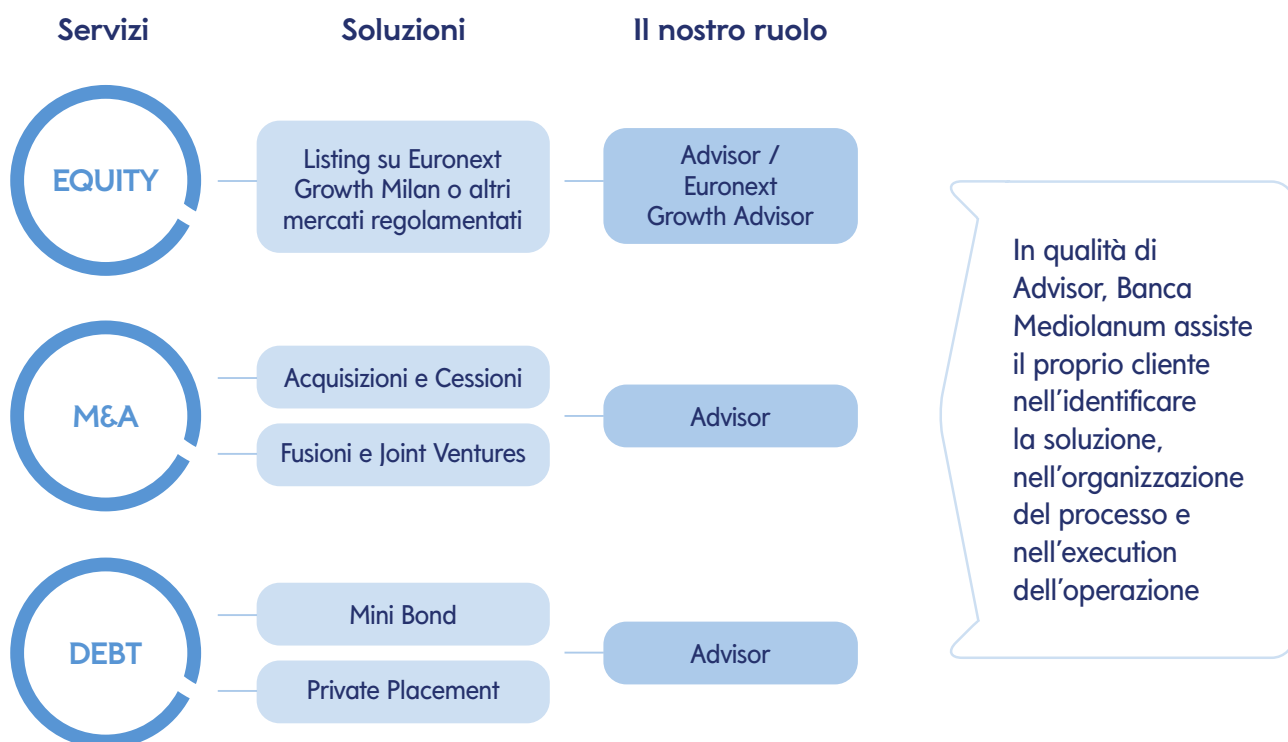 Servizi
Soluzioni
Il nostro ruolo
EQUITY
Listing su Euronext
Growth Milan o altri
mercati regolamentati
Advisor /
Euronext
Growth Advisor
M&A
Acquisizioni e Cessioni
Fusioni e Joint Ventures
Advisor
DEBT
Mini Bond
Private Placement
Advisor
In qualità di
Advisor, Banca
Mediolanum assiste
il proprio cliente
nell'identificare
la soluzione,
nell'organizzazione
del processo e
nell'execution
dell'operazione